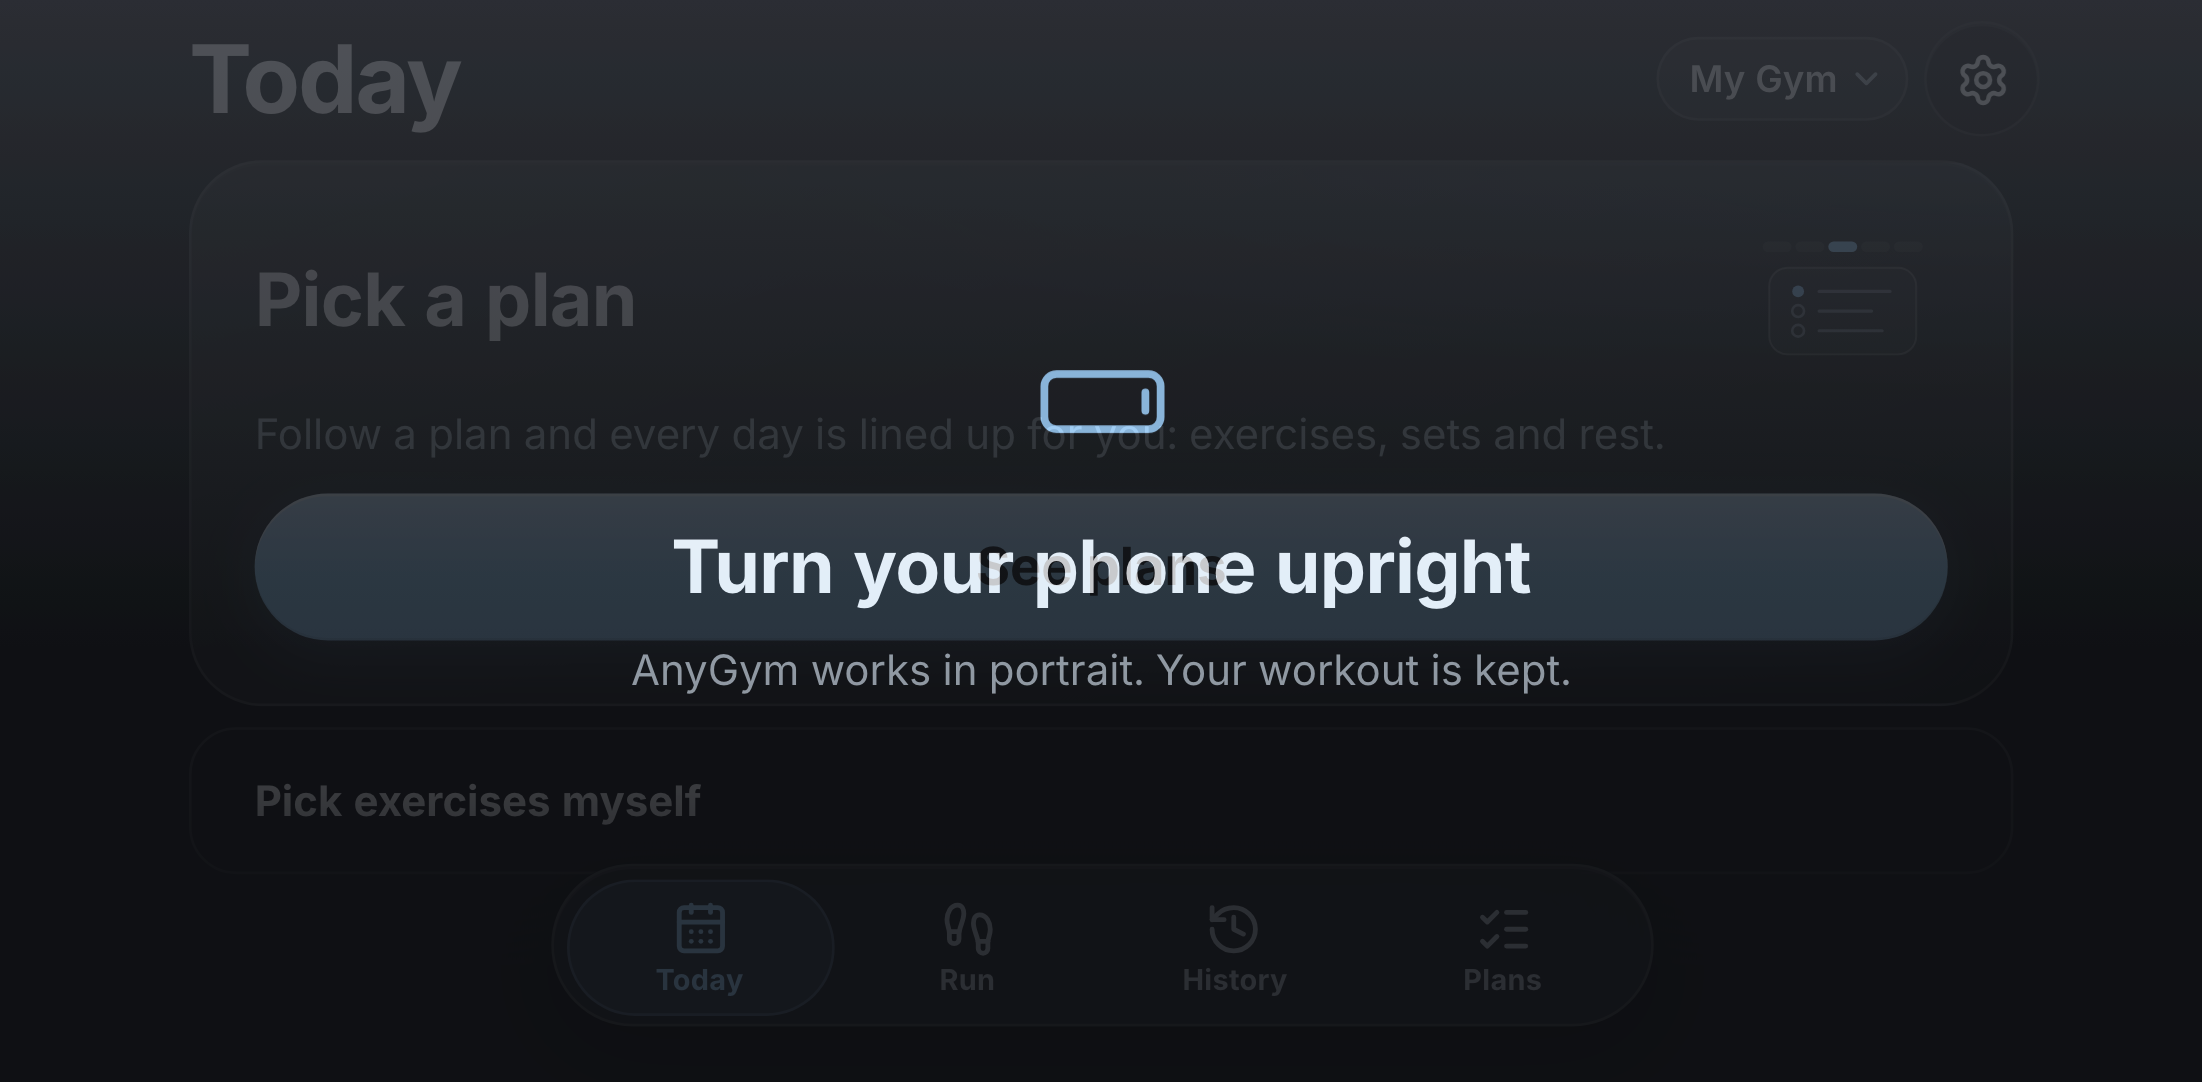 Today
My Gym
Pick a plan
Follow a plan and every day is lined up for you: exercises, sets and rest.
See plans
Turn your phone upright
AnyGym works in portrait. Your workout is kept.
Pick exercises myself
Today
Run
History
Plans